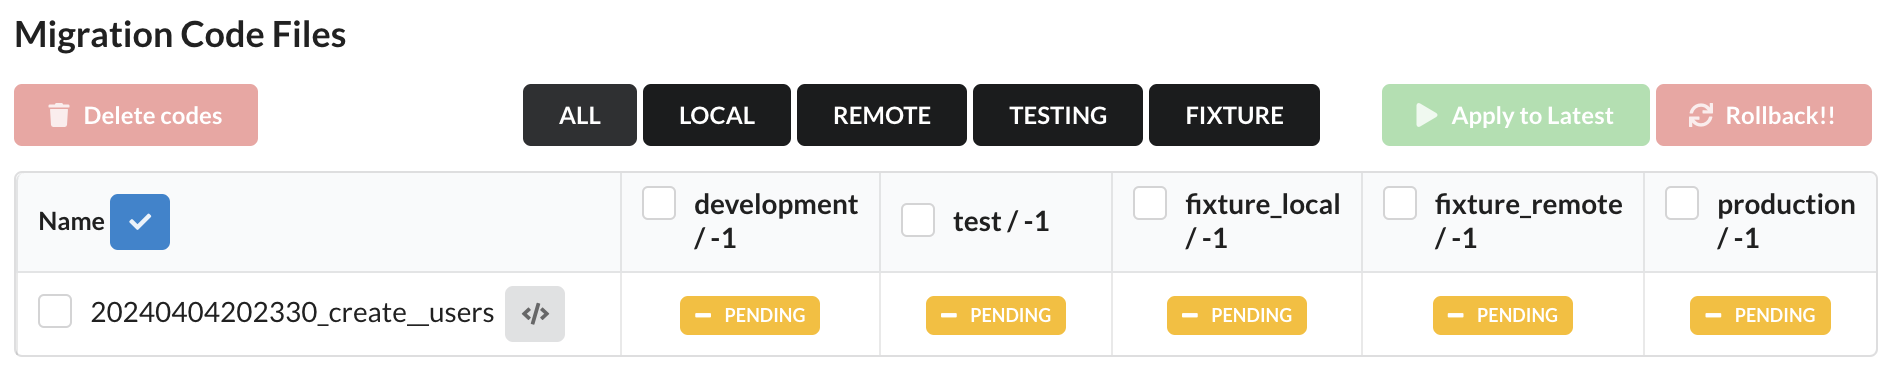 Migration Code Files
Delete codes
ALL
LOCAL
REMOTE
TESTING
FIXTURE
Apply to Latest
Rollback!!
Name
development
/ -1
test / -1
fixture_local
/ -1
fixture_remote
/ -1
production
/ -1
20240404202330_create__users
</>
PENDING
PENDING
PENDING
PENDING
PENDING